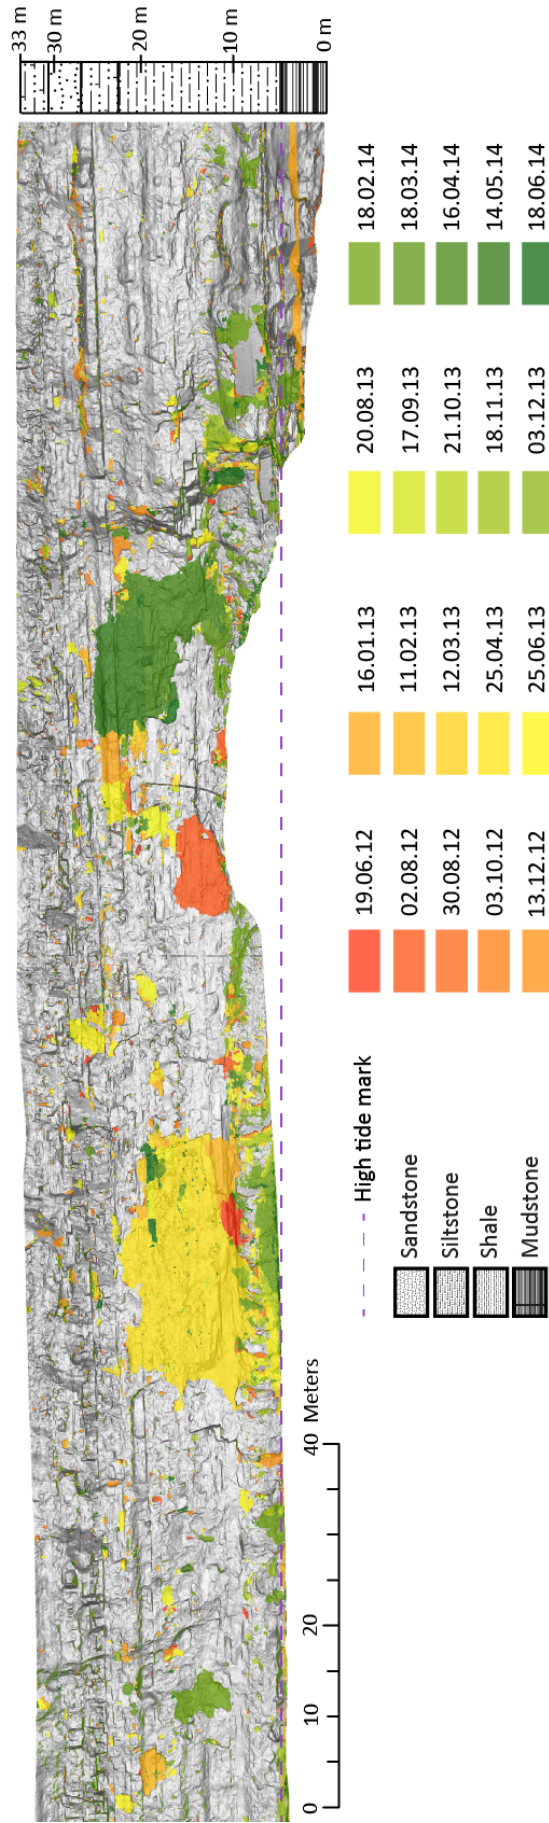 33 m
30 m
20 m
10 m
0 m
0
10
20
40 Meters
High tide mark
Sandstone
Siltstone
Shale
Mudstone
19.06.12
02.08.12
30.08.12
03.10.12
13.12.12
16.01.13
11.02.13
12.03.13
25.04.13
25.06.13
20.08.13
17.09.13
21.10.13
18.11.13
03.12.13
18.02.14
18.03.14
16.04.14
14.05.14
18.06.14